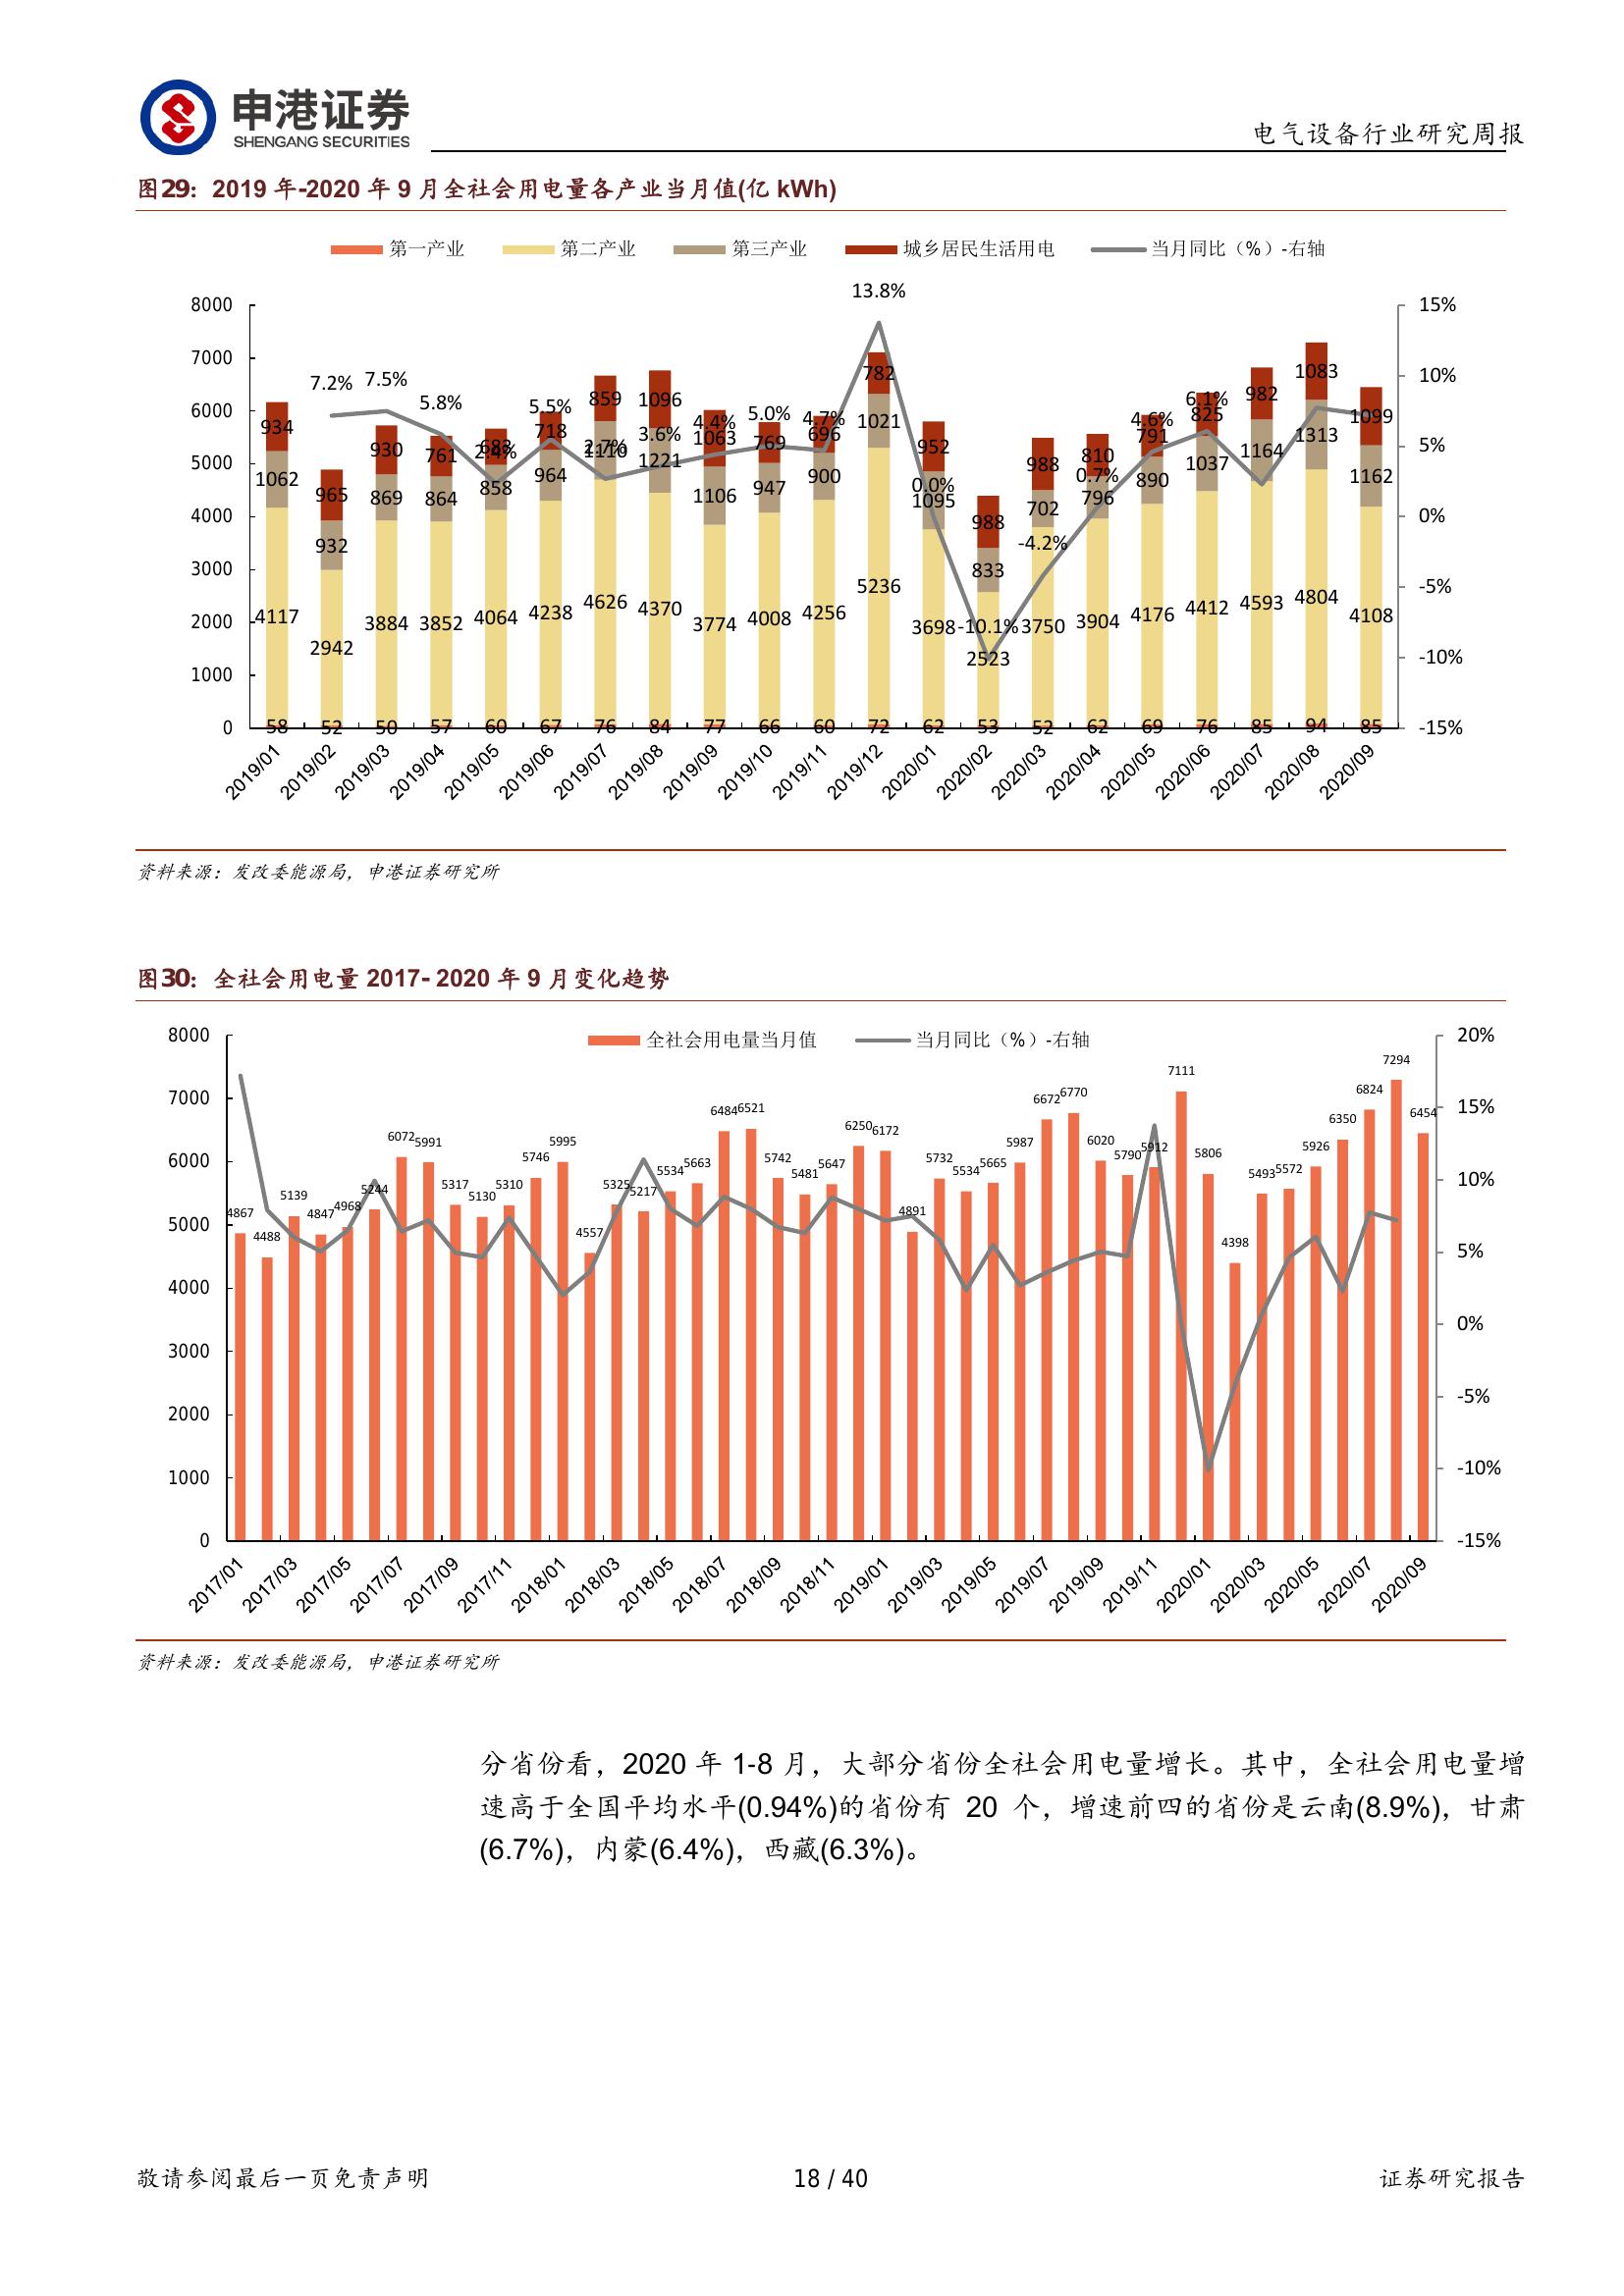 申港证券
SHENGANG SECURITIES
电气设备行业研究周报
图29: 2019 年-2020 年 9 月全社会用电量各产业当月值(亿 kWh)
第一产业 第二产业 第三产业 城乡居民生活用电 当月同比（%）-右轴
8000
7000
6000
5000
4000
3000
2000
1000
0
15%
10%
5%
0%
-5%
-10%
-15%
7.2% 7.5% 5.8% 2.4% 5.5% 2.7% 3.6% 4.4% 5.0% 4.7% 13.8% 0.0% -10.1% -4.2% 0.7% 4.6% 6.1%
934 965 930 761 683 718 859 1096 1063 769 696 782 952 988 988 810 791 825 982 1083 1099
1062 932 869 864 858 964 1110 1221 1106 947 900 1021 1095 833 702 796 890 1037 1164 1313 1162
4117 2942 3884 3852 4064 4238 4626 4370 3774 4008 4256 5236 3698 2523 3750 3904 4176 4412 4593 4804 4108
58 52 50 57 60 67 76 84 77 66 60 72 62 53 52 62 69 76 85 94 85
2019/01 2019/02 2019/03 2019/04 2019/05 2019/06 2019/07 2019/08 2019/09 2019/10 2019/11 2019/12 2020/01 2020/02 2020/03 2020/04 2020/05 2020/06 2020/07 2020/08 2020/09
资料来源：发改委能源局，申港证券研究所
图30: 全社会用电量 2017- 2020 年 9 月变化趋势
全社会用电量当月值 当月同比（%）-右轴
8000
7000
6000
5000
4000
3000
2000
1000
0
20%
15%
10%
5%
0%
-5%
-10%
-15%
4867 4488 5139 4847 4968 5244 6072 5991 5317 5130 5310 5746 5995 4557 5325 5217 5534 5663 6484 6521 5742 5481 5647 6250 6172 4891 5732 5534 5665 5987 6672 6770 6020 5790 5912 7111 5806 4398 5493 5572 5926 6350 6824 7294 6454
2017/01 2017/03 2017/05 2017/07 2017/09 2017/11 2018/01 2018/03 2018/05 2018/07 2018/09 2018/11 2019/01 2019/03 2019/05 2019/07 2019/09 2019/11 2020/01 2020/03 2020/05 2020/07 2020/09
资料来源：发改委能源局，申港证券研究所
分省份看，2020 年 1-8 月，大部分省份全社会用电量增长。其中，全社会用电量增
速高于全国平均水平(0.94%)的省份有 20 个，增速前四的省份是云南(8.9%)，甘肃
(6.7%)，内蒙(6.4%)，西藏(6.3%)。
敬请参阅最后一页免责声明
18 / 40
证券研究报告